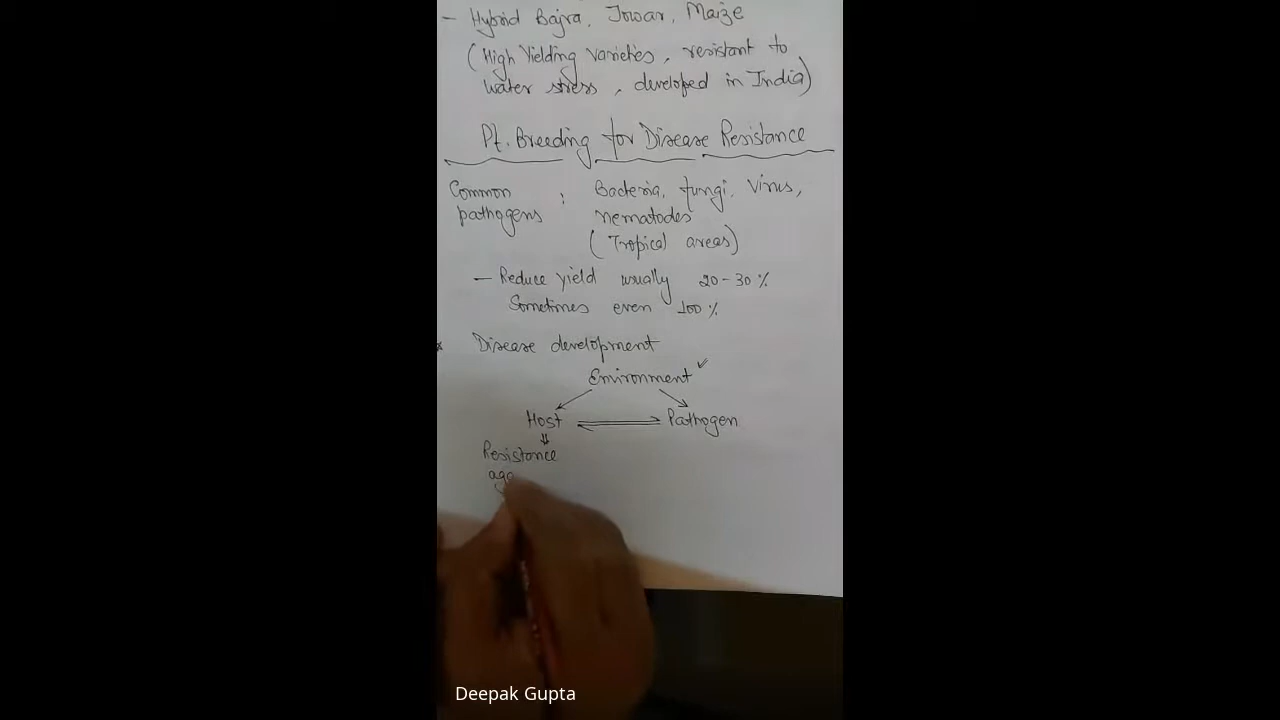 - Hybrid Bajra, Jowar, Maize
(High Yielding varieties, resistant to
water stress, developed in India)
Pt. Breeding for Disease Resistance
Common pathogens : Bacteria, fungi, Virus,
nematodes
(Tropical areas)
- Reduce yield usually 20-30%
Sometimes even 100%
* Disease development
Environment ✓
Host ⇌ Pathogen
⇓
Resistance
aga
Deepak Gupta